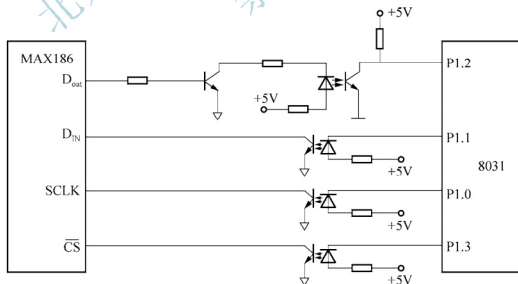 +5V
MAX186
Dout
P1.2
+5V
DIN
P1.1
+5V
8031
SCLK
P1.0
+5V
CS
P1.3
+5V